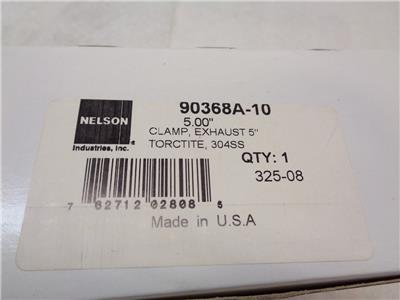 NELSON
Industries, Inc.
90368A-10
5.00"
CLAMP, EXHAUST 5"
TORCTITE, 304SS
QTY: 1
325-08
7 62712 02808 5
Made in U.S.A